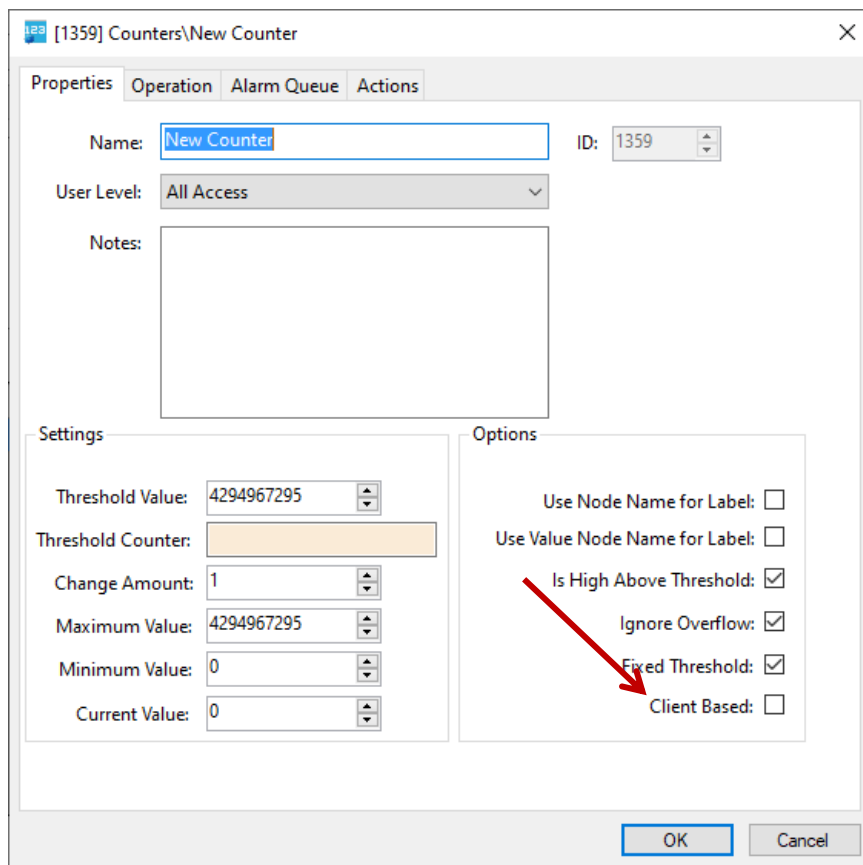 123 [1359] Counters\New Counter
Properties Operation Alarm Queue Actions
Name: New Counter ID: 1359
User Level: All Access
Notes:
Settings
Threshold Value: 4294967295
Threshold Counter:
Change Amount: 1
Maximum Value: 4294967295
Minimum Value: 0
Current Value: 0
Options
Use Node Name for Label:
Use Value Node Name for Label:
Is High Above Threshold:
Ignore Overflow:
Fixed Threshold:
Client Based:
OK Cancel